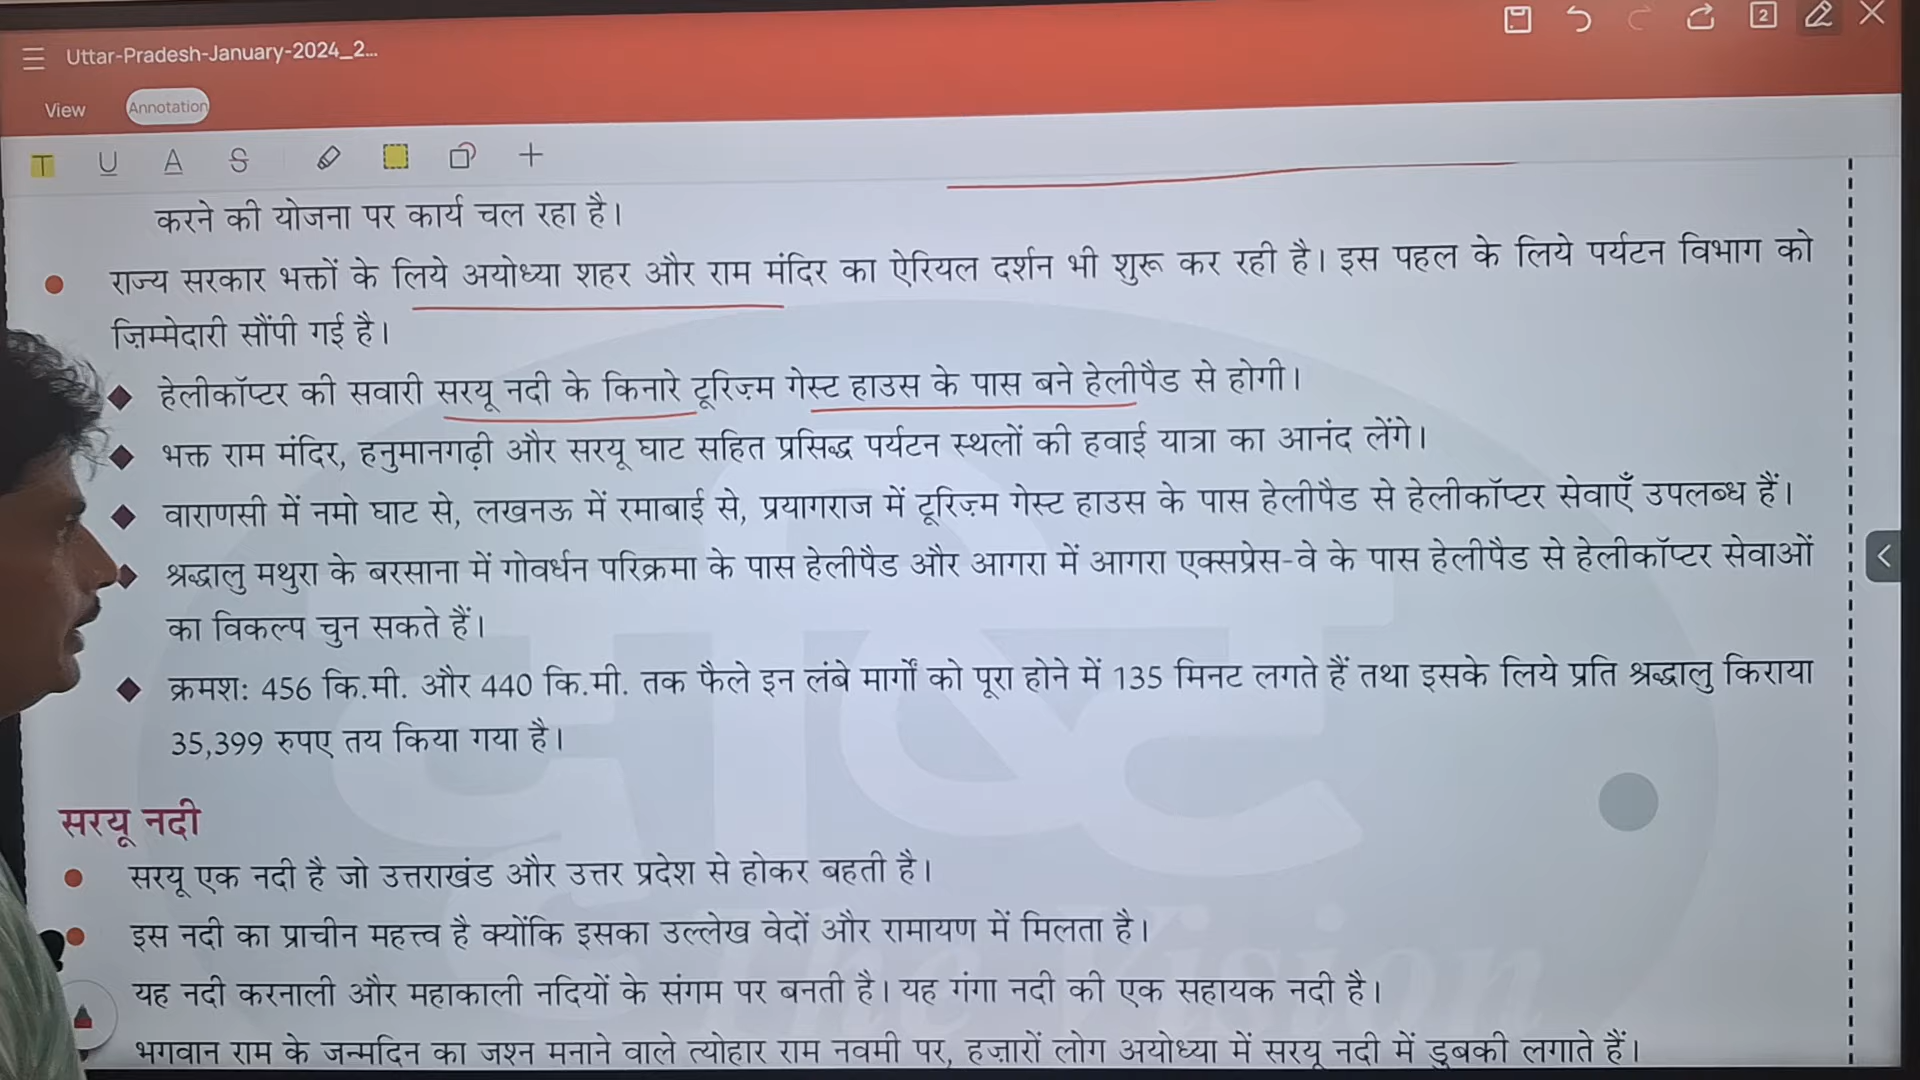 Uttar-Pradesh-January-2024_2...
2
View
Annotation
T U A S
करने की योजना पर कार्य चल रहा है।
राज्य सरकार भक्तों के लिये अयोध्या शहर और राम मंदिर का ऐरियल दर्शन भी शुरू कर रही है। इस पहल के लिये पर्यटन विभाग को
ज़िम्मेदारी सौंपी गई है।
हेलीकॉप्टर की सवारी सरयू नदी के किनारे टूरिज़्म गेस्ट हाउस के पास बने हेलीपैड से होगी।
भक्त राम मंदिर, हनुमानगढ़ी और सरयू घाट सहित प्रसिद्ध पर्यटन स्थलों की हवाई यात्रा का आनंद लेंगे।
वाराणसी में नमो घाट से, लखनऊ में रमाबाई से, प्रयागराज में टूरिज़्म गेस्ट हाउस के पास हेलीपैड से हेलीकॉप्टर सेवाएँ उपलब्ध हैं।
श्रद्धालु मथुरा के बरसाना में गोवर्धन परिक्रमा के पास हेलीपैड और आगरा में आगरा एक्सप्रेस-वे के पास हेलीपैड से हेलीकॉप्टर सेवाओं
का विकल्प चुन सकते हैं।
क्रमश: 456 कि.मी. और 440 कि.मी. तक फैले इन लंबे मार्गों को पूरा होने में 135 मिनट लगते हैं तथा इसके लिये प्रति श्रद्धालु किराया
35,399 रुपए तय किया गया है।
सरयू नदी
सरयू एक नदी है जो उत्तराखंड और उत्तर प्रदेश से होकर बहती है।
इस नदी का प्राचीन महत्त्व है क्योंकि इसका उल्लेख वेदों और रामायण में मिलता है।
यह नदी करनाली और महाकाली नदियों के संगम पर बनती है। यह गंगा नदी की एक सहायक नदी है।
भगवान राम के जन्मदिन का जश्न मनाने वाले त्योहार राम नवमी पर, हज़ारों लोग अयोध्या में सरयू नदी में डुबकी लगाते हैं।
दृष्टि
The Vision